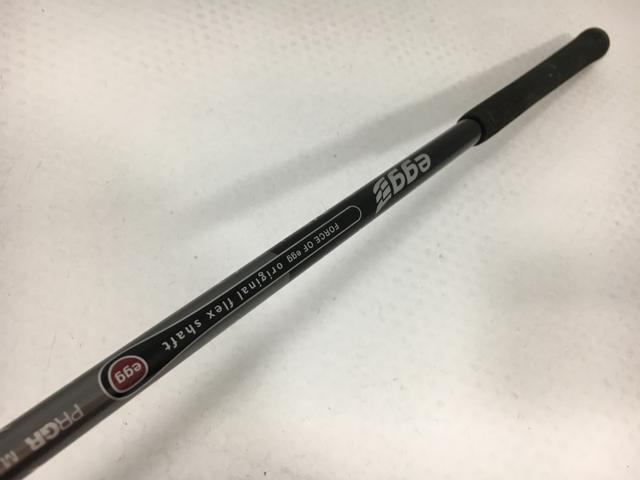 egg
FORCE OF egg original flex shaft
egg
PRGR M